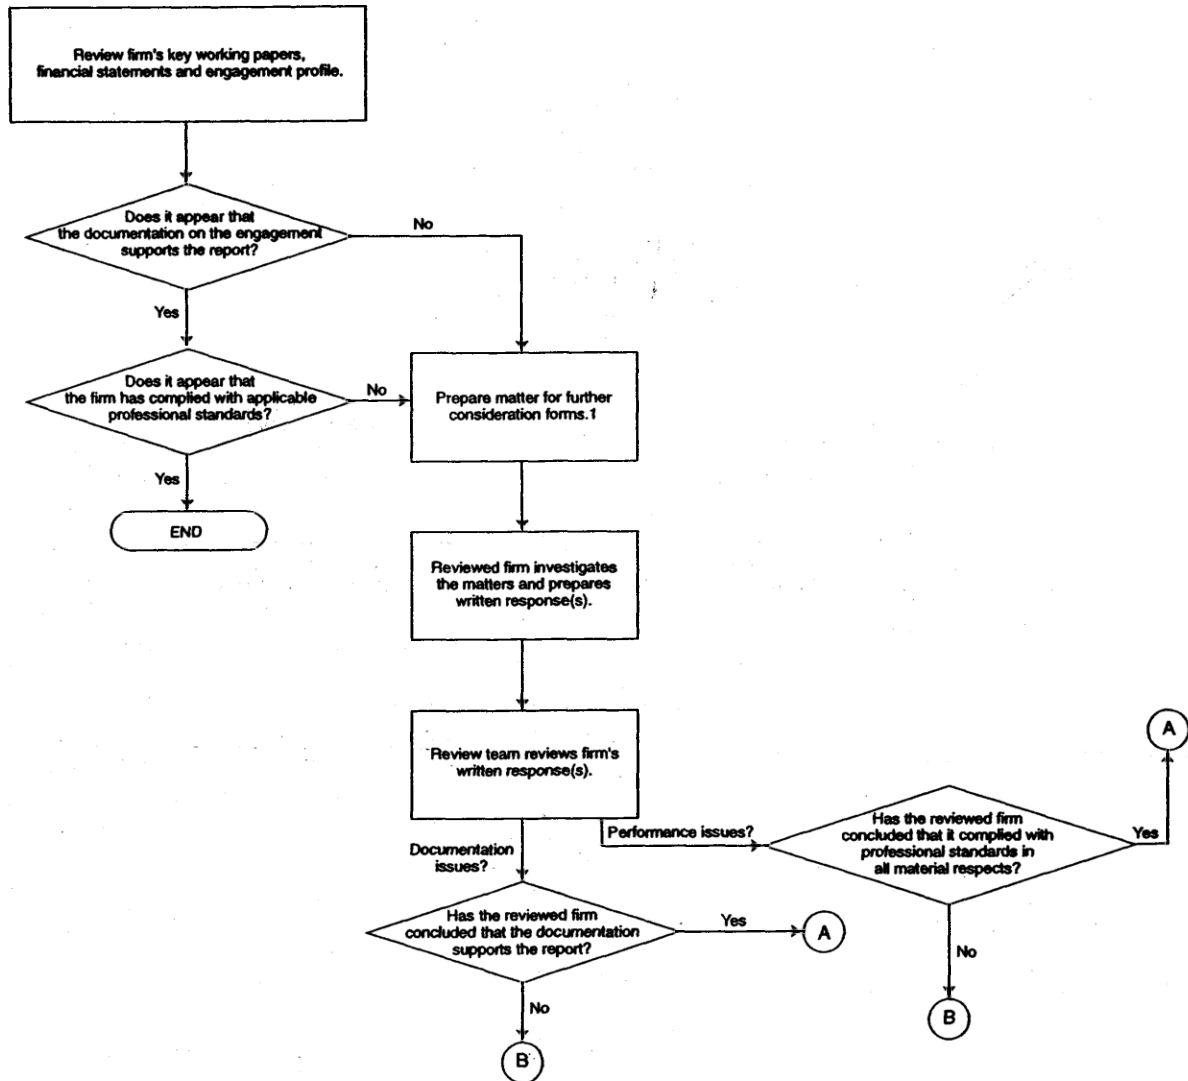 Review firm's key working papers,
financial statements and engagement profile.
Does it appear that
the documentation on the engagement
supports the report?
No
Yes
Does it appear that
the firm has complied with applicable
professional standards?
No
Prepare matter for further
consideration forms.1
Yes
END
Reviewed firm investigates
the matters and prepares
written response(s).
Review team reviews firm's
written response(s).
A
Performance issues?
Has the reviewed firm
concluded that it complied with
professional standards in
all material respects?
Yes
Documentation
issues?
Has the reviewed firm
concluded that the documentation
supports the report?
Yes
A
No
B
No
B